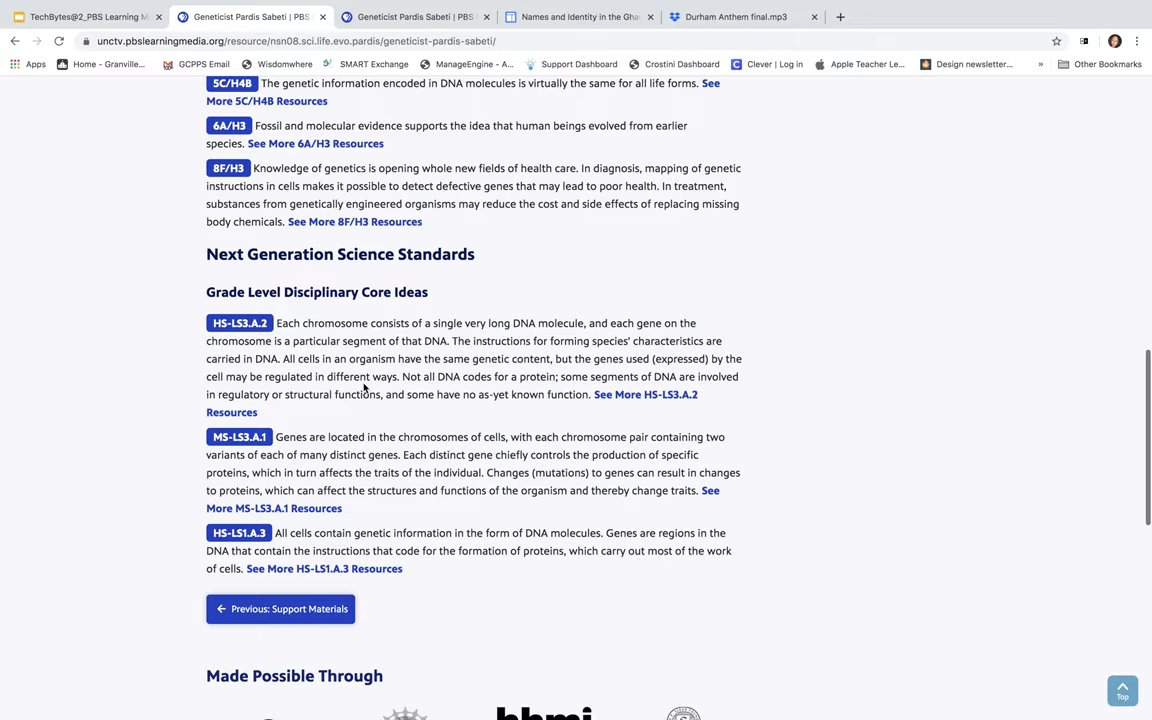 TechBytes@2_PBS Learning M
Geneticist Pardis Sabeti | PBS
Geneticist Pardis Sabeti | PBS
Names and Identity in the Gha
Durham Anthem final.mp3
unctv.pbslearningmedia.org/resource/nsn08.sci.life.evo.pardis/geneticist-pardis-sabeti/
Apps
Home - Granville...
GCPPS Email
Wisdomwhere
SMART Exchange
ManageEngine - A...
Support Dashboard
Crostini Dashboard
Clever | Log in
Apple Teacher Le...
Design newsletter...
»
Other Bookmarks
5C/H4B The genetic information encoded in DNA molecules is virtually the same for all life forms. See
More 5C/H4B Resources
6A/H3 Fossil and molecular evidence supports the idea that human beings evolved from earlier
species. See More 6A/H3 Resources
8F/H3 Knowledge of genetics is opening whole new fields of health care. In diagnosis, mapping of genetic
instructions in cells makes it possible to detect defective genes that may lead to poor health. In treatment,
substances from genetically engineered organisms may reduce the cost and side effects of replacing missing
body chemicals. See More 8F/H3 Resources
Next Generation Science Standards
Grade Level Disciplinary Core Ideas
HS-LS3.A.2 Each chromosome consists of a single very long DNA molecule, and each gene on the
chromosome is a particular segment of that DNA. The instructions for forming species' characteristics are
carried in DNA. All cells in an organism have the same genetic content, but the genes used (expressed) by the
cell may be regulated in different ways. Not all DNA codes for a protein; some segments of DNA are involved
in regulatory or structural functions, and some have no as-yet known function. See More HS-LS3.A.2
Resources
MS-LS3.A.1 Genes are located in the chromosomes of cells, with each chromosome pair containing two
variants of each of many distinct genes. Each distinct gene chiefly controls the production of specific
proteins, which in turn affects the traits of the individual. Changes (mutations) to genes can result in changes
to proteins, which can affect the structures and functions of the organism and thereby change traits. See
More MS-LS3.A.1 Resources
HS-LS1.A.3 All cells contain genetic information in the form of DNA molecules. Genes are regions in the
DNA that contain the instructions that code for the formation of proteins, which carry out most of the work
of cells. See More HS-LS1.A.3 Resources
← Previous: Support Materials
Made Possible Through
hhmi
Top